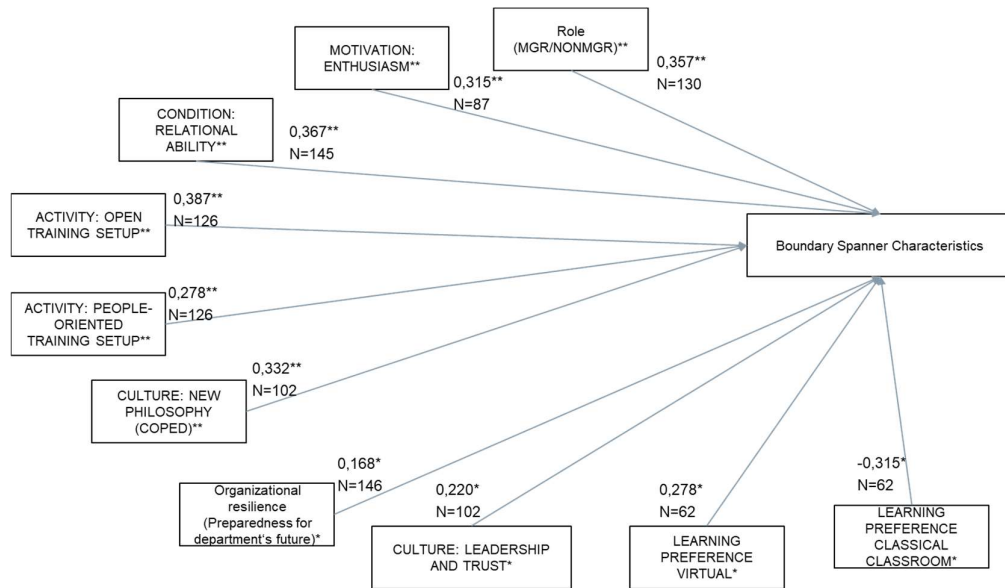 Role
(MGR/NONMGR)**
0,357**
N=130
MOTIVATION:
ENTHUSIASM**
0,315**
N=87
CONDITION:
RELATIONAL
ABILITY**
0,367**
N=145
ACTIVITY: OPEN
TRAINING SETUP**
0,387**
N=126
Boundary Spanner Characteristics
ACTIVITY: PEOPLE-
ORIENTED
TRAINING SETUP**
0,278**
N=126
CULTURE: NEW
PHILOSOPHY
(COPED)**
0,332**
N=102
Organizational
resilience
(Preparedness for
department's future)*
0,168*
N=146
CULTURE: LEADERSHIP
AND TRUST*
0,220*
N=102
LEARNING
PREFERENCE
VIRTUAL*
0,278*
N=62
LEARNING
PREFERENCE
CLASSICAL
CLASSROOM*
-0,315*
N=62